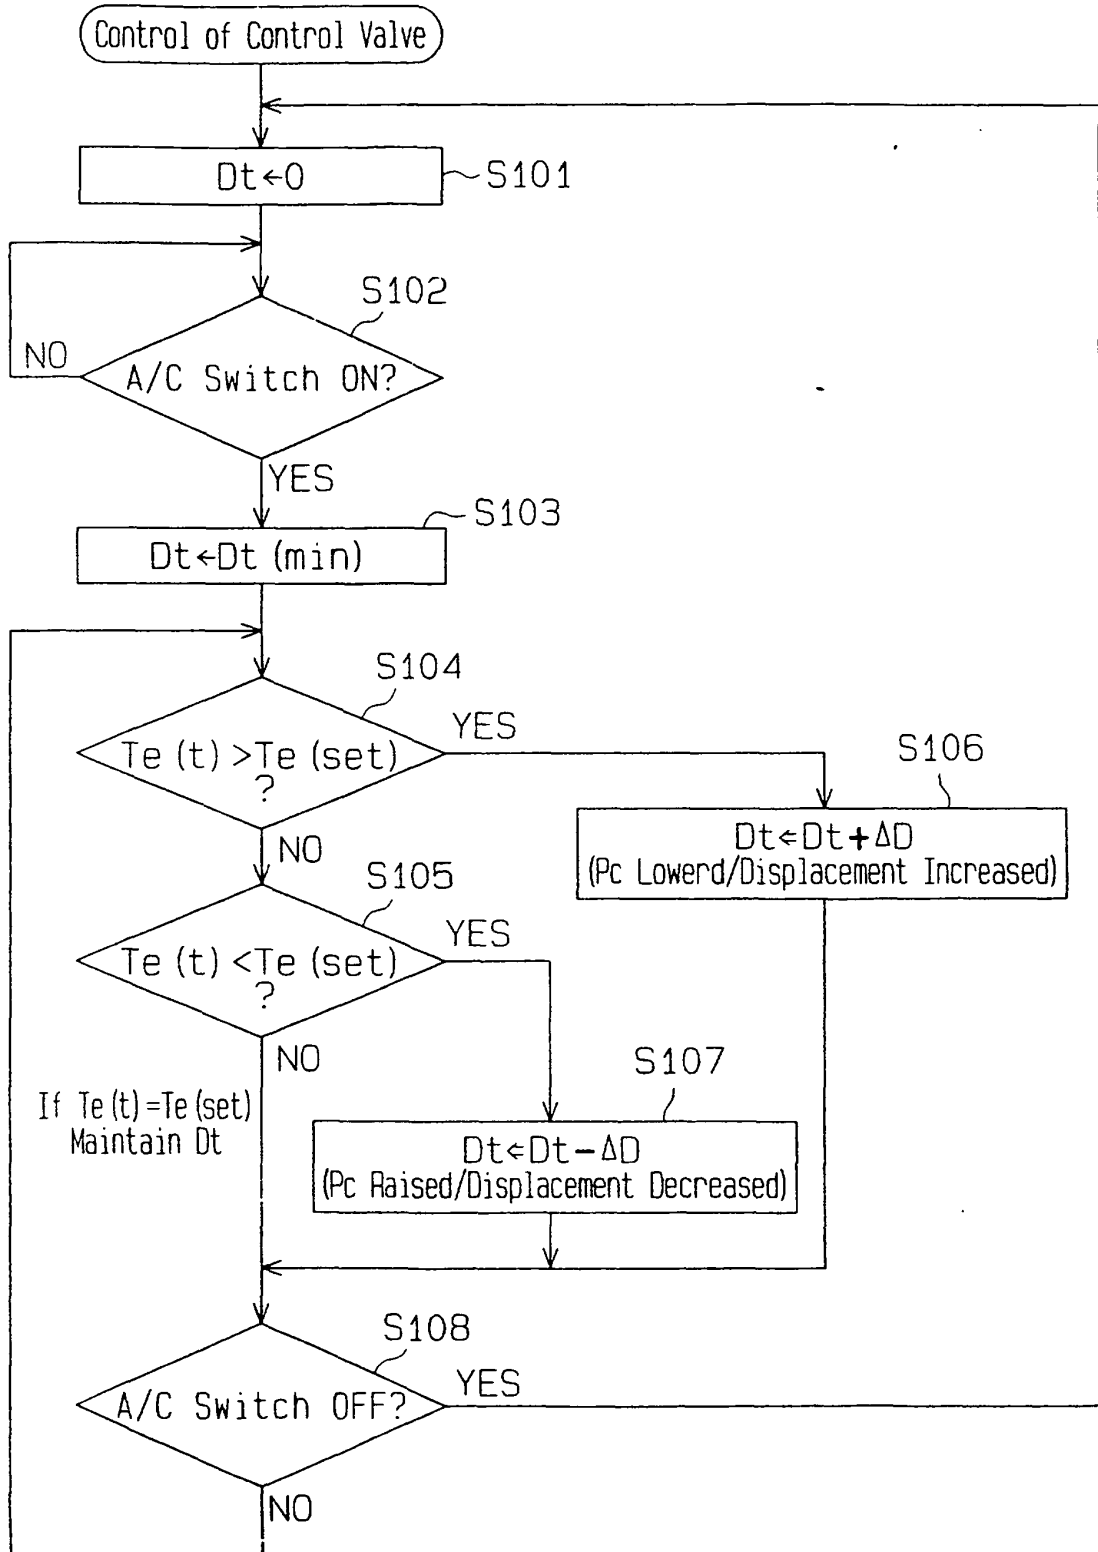 Control of Control Valve
Dt←0
S101
S102
NO
A/C Switch ON?
YES
S103
Dt←Dt (min)
S104
YES
Te (t) >Te (set)
?
S106
Dt⇐Dt+ΔD
(Pc Lowerd/Displacement Increased)
NO
S105
YES
Te (t) <Te (set)
?
NO
S107
If Te (t) =Te (set)
Maintain Dt
Dt⇐Dt−ΔD
(Pc Raised/Displacement Decreased)
S108
YES
A/C Switch OFF?
NO